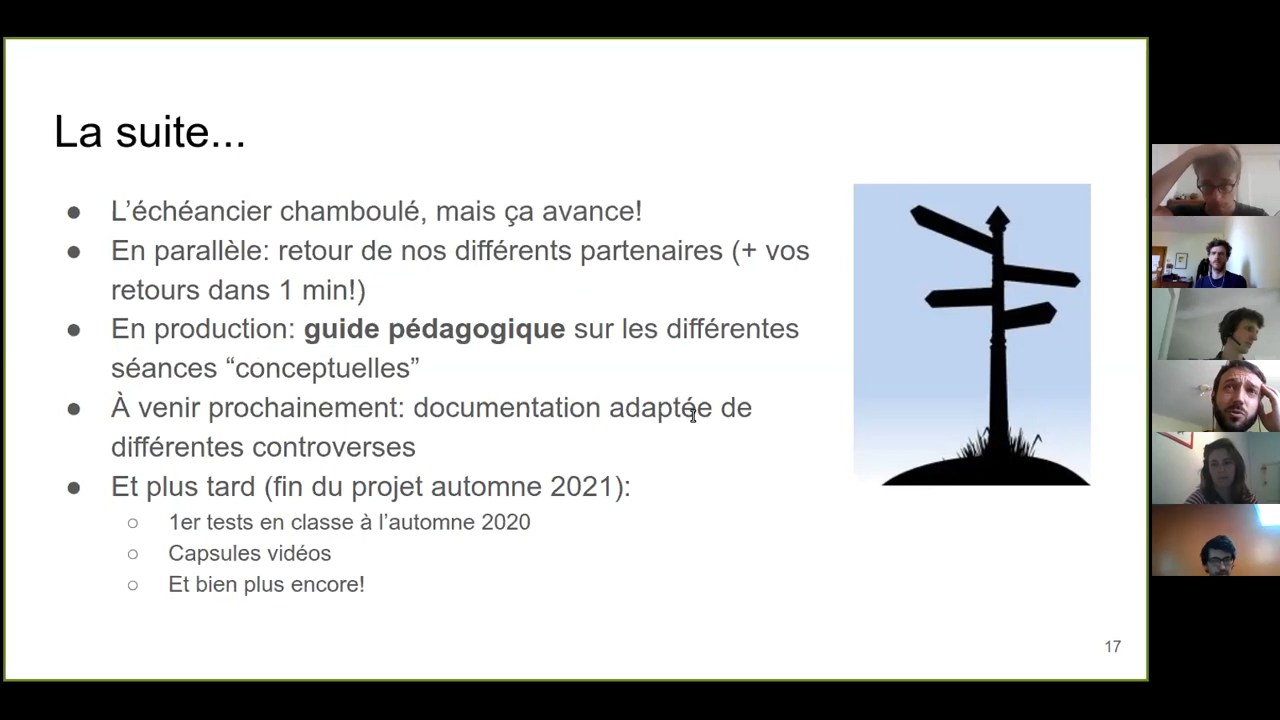 La suite...
● L’échéancier chamboulé, mais ça avance!
● En parallèle: retour de nos différents partenaires (+ vos
retours dans 1 min!)
● En production: guide pédagogique sur les différentes
séances “conceptuelles”
● À venir prochainement: documentation adaptée de
différentes controverses
● Et plus tard (fin du projet automne 2021):
○ 1er tests en classe à l’automne 2020
○ Capsules vidéos
○ Et bien plus encore!
17